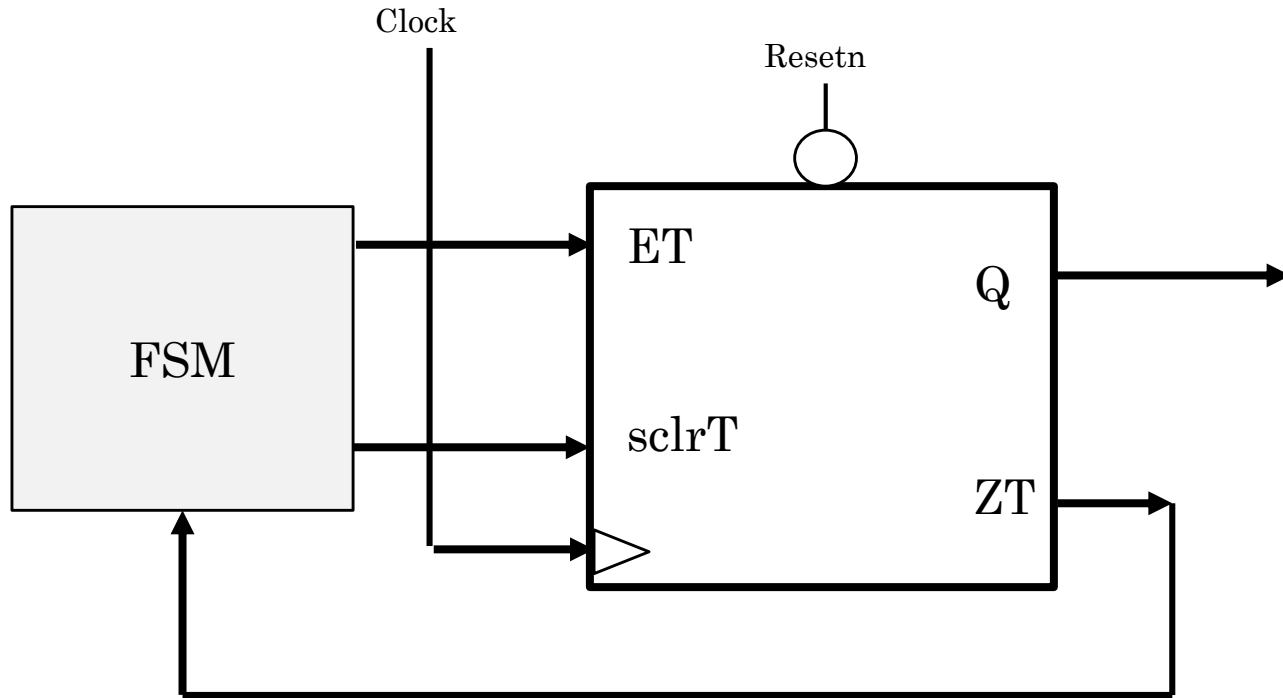 Clock
Resetn
ET
Q
FSM
sclrT
ZT